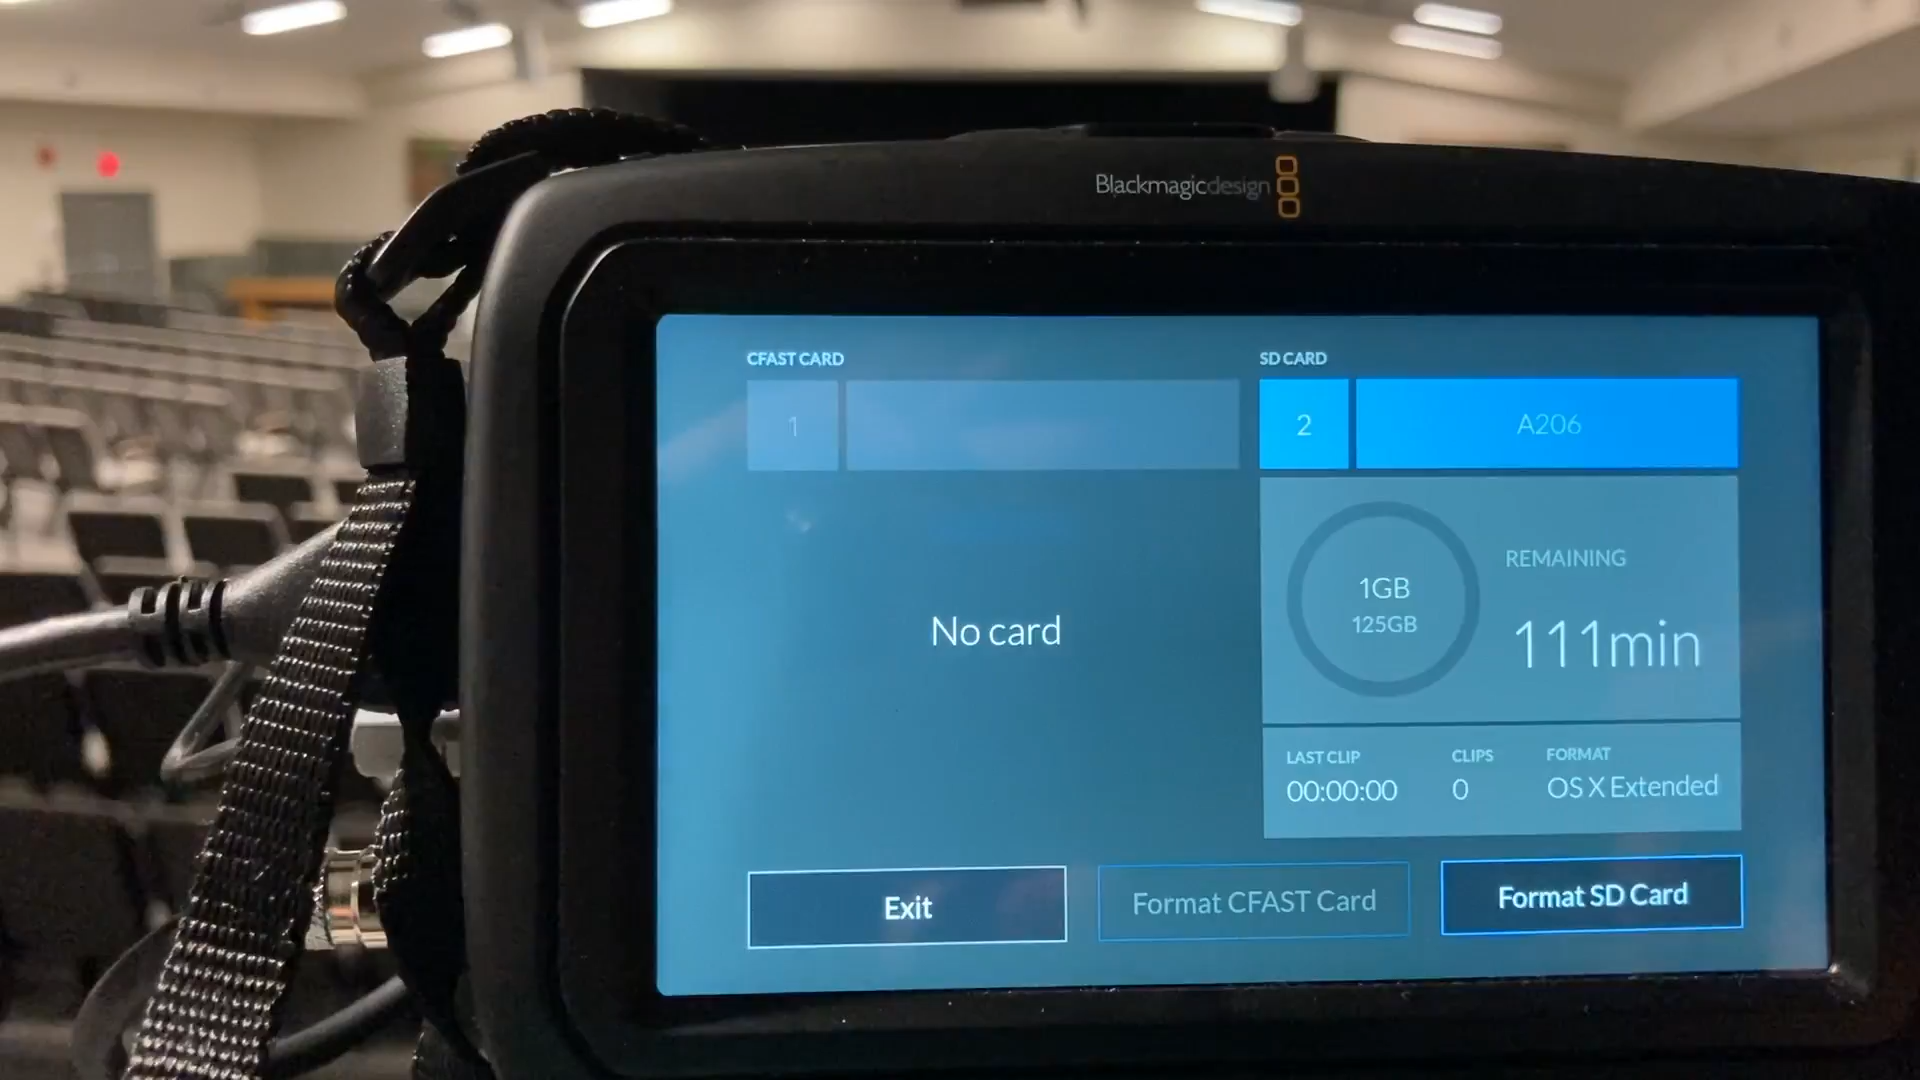 Blackmagicdesign
CFAST CARD
1
No card
SD CARD
2 A206
1GB
125GB
REMAINING
111min
LAST CLIP CLIPS FORMAT
00:00:00 0 OS X Extended
Exit Format CFAST Card Format SD Card